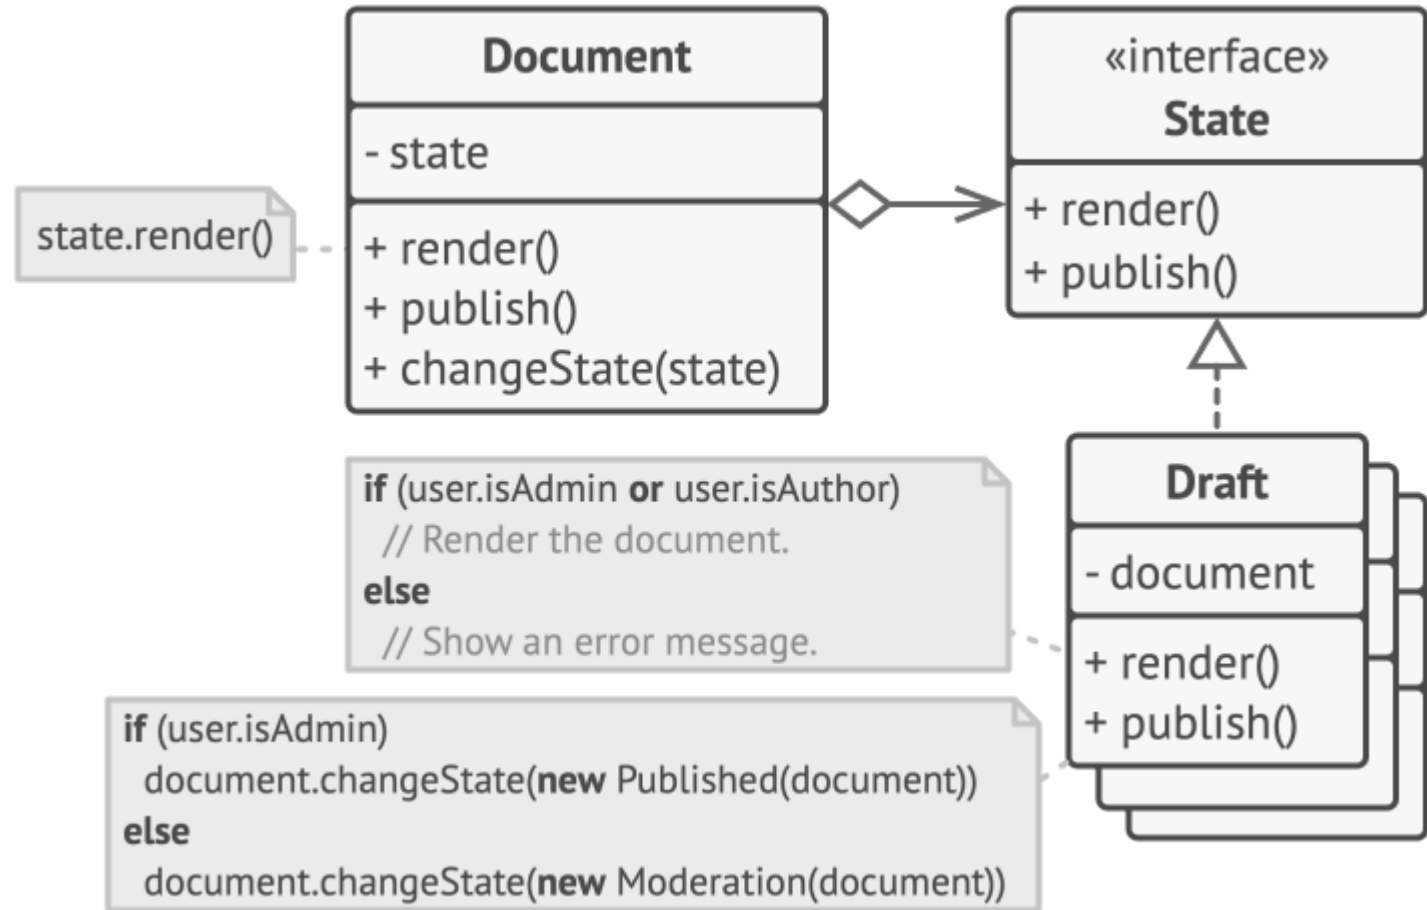 Document
- state
+ render()
+ publish()
+ changeState(state)
«interface»
State
+ render()
+ publish()
state.render()
if (user.isAdmin or user.isAuthor)
// Render the document.
else
// Show an error message.
Draft
- document
+ render()
+ publish()
if (user.isAdmin)
document.changeState(new Published(document))
else
document.changeState(new Moderation(document))